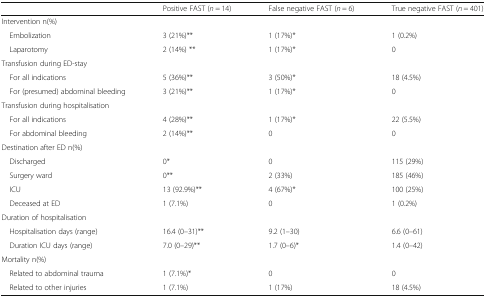 Positive FAST (n = 14) False negative FAST (n = 6) True negative FAST (n = 401)
Intervention n(%)
Embolization 3 (21%)** 1 (17%)* 1 (0.2%)
Laparotomy 2 (14%) ** 1 (17%)* 0
Transfusion during ED-stay
For all indications 5 (36%)** 3 (50%)* 18 (4.5%)
For (presumed) abdominal bleeding 3 (21%)** 1 (17%)* 0
Transfusion during hospitalisation
For all indications 4 (28%)** 1 (17%)* 22 (5.5%)
For abdominal bleeding 2 (14%)** 0 0
Destination after ED n(%)
Discharged 0* 0 115 (29%)
Surgery ward 0** 2 (33%) 185 (46%)
ICU 13 (92.9%)** 4 (67%)* 100 (25%)
Deceased at ED 1 (7.1%) 0 1 (0.2%)
Duration of hospitalisation
Hospitalisation days (range) 16.4 (0–31)** 9.2 (1–30) 6.6 (0–61)
Duration ICU days (range) 7.0 (0–29)** 1.7 (0–6)* 1.4 (0–42)
Mortality n(%)
Related to abdominal trauma 1 (7.1%)* 0 0
Related to other injuries 1 (7.1%) 1 (17%) 18 (4.5%)